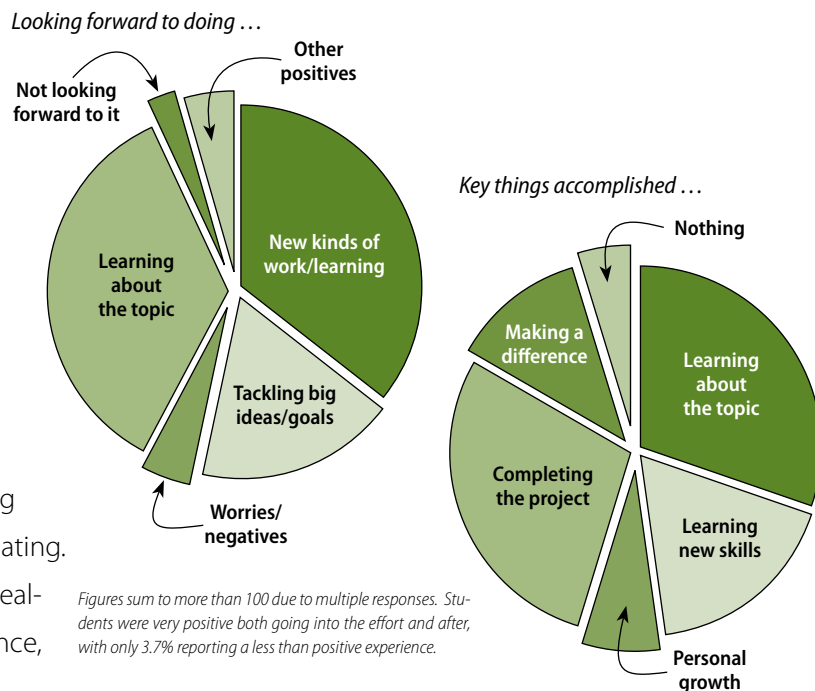 Looking forward to doing …
Other
positives
Not looking
forward to it
New kinds of
work/learning
Learning
about
the topic
Tackling big
ideas/goals
Worries/
negatives
Key things accomplished …
Nothing
Making a
difference
Learning
about
the topic
Completing
the project
Learning
new skills
Personal
growth
Figures sum to more than 100 due to multiple responses. Stu-
dents were very positive both going into the effort and after,
with only 3.7% reporting a less than positive experience.